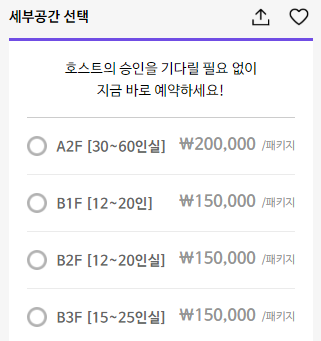 세부공간 선택
호스트의 승인을 기다릴 필요 없이
지금 바로 예약하세요!
A2F [30~60인실] ₩200,000 /패키지
B1F [12~20인] ₩150,000 /패키지
B2F [12~20인실] ₩150,000 /패키지
B3F [15~25인실] ₩150,000 /패키지